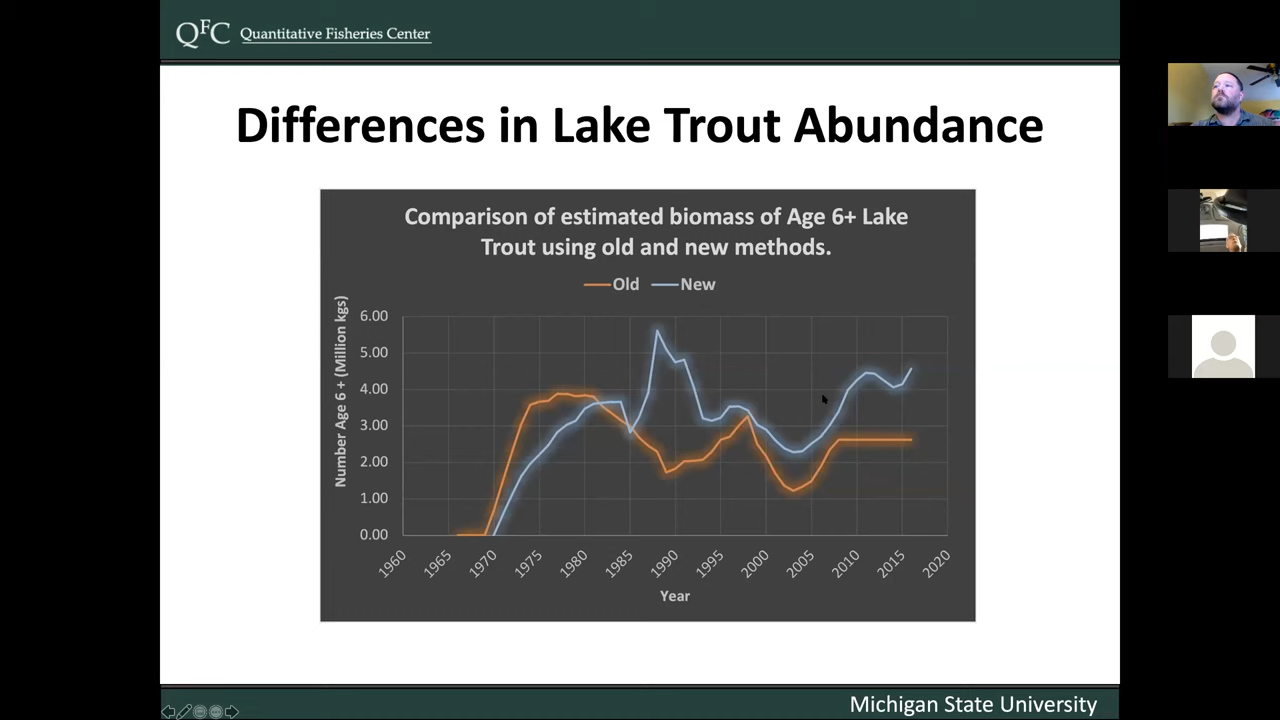 QFC Quantitative Fisheries Center
Differences in Lake Trout Abundance
Comparison of estimated biomass of Age 6+ Lake
Trout using old and new methods.
Old New
Number Age 6 + (Million kgs)
6.00
5.00
4.00
3.00
2.00
1.00
0.00
1960 1965 1970 1975 1980 1985 1990 1995 2000 2005 2010 2015 2020
Year
Michigan State University